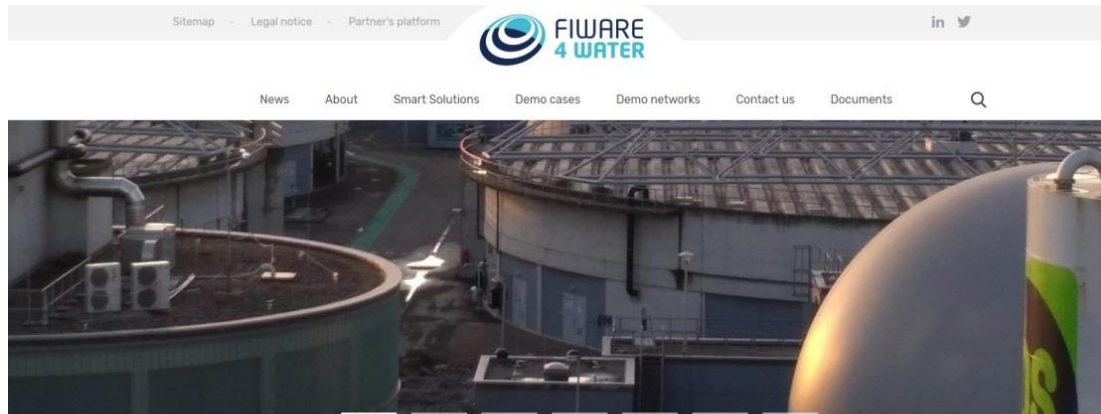 Sitemap - Legal notice - Partner's platform
FIWARE
4 WATER
in
News About Smart Solutions Demo cases Demo networks Contact us Documents